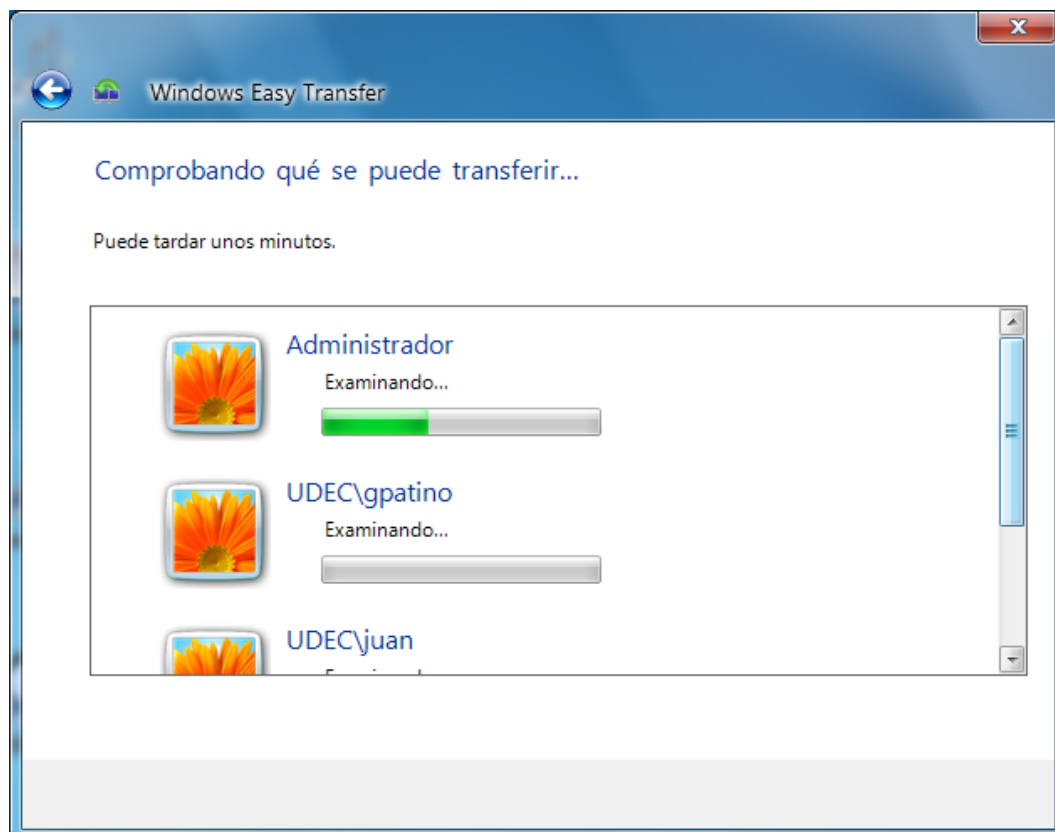 Windows Easy Transfer
Comprobando qué se puede transferir...
Puede tardar unos minutos.
Administrador
Examinando...
UDEC\gpatino
Examinando...
UDEC\juan